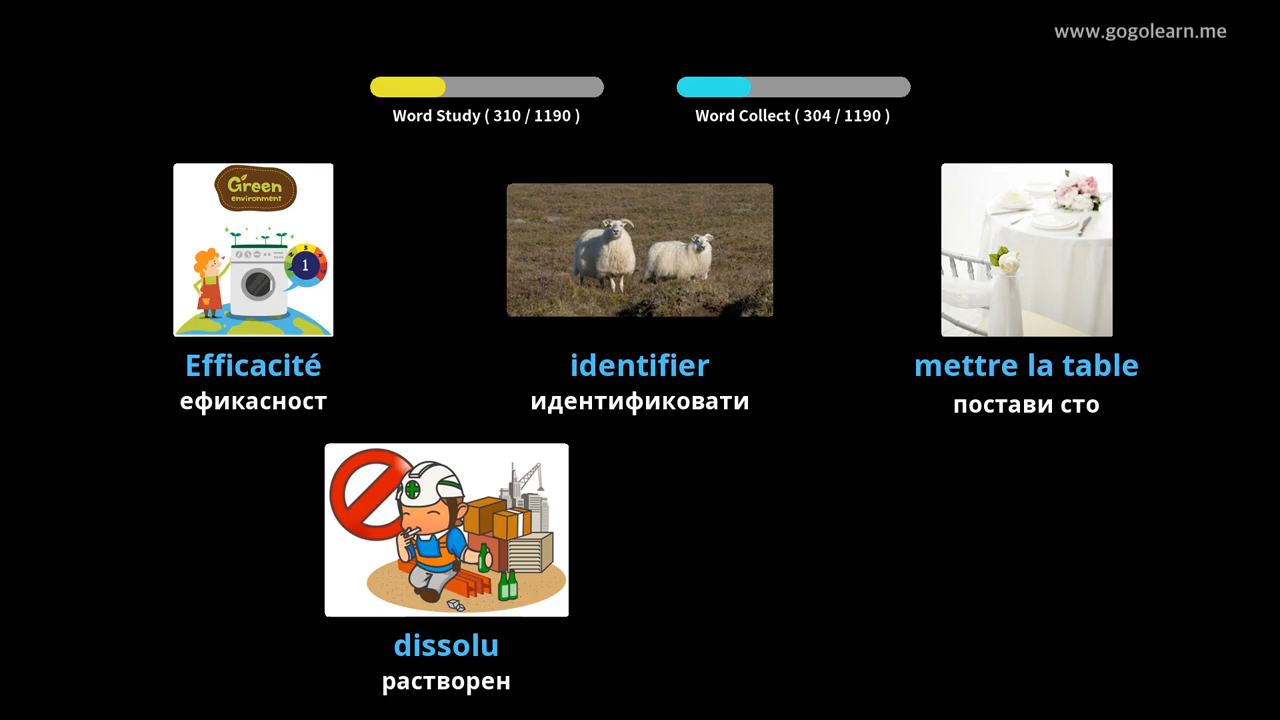 www.gogolearn.me
Word Study ( 310 / 1190 )
Word Collect ( 304 / 1190 )
Green
environment
3
1
Efficacité
identifier
mettre la table
ефикасност
идентификовати
постави сто
dissolu
растворен